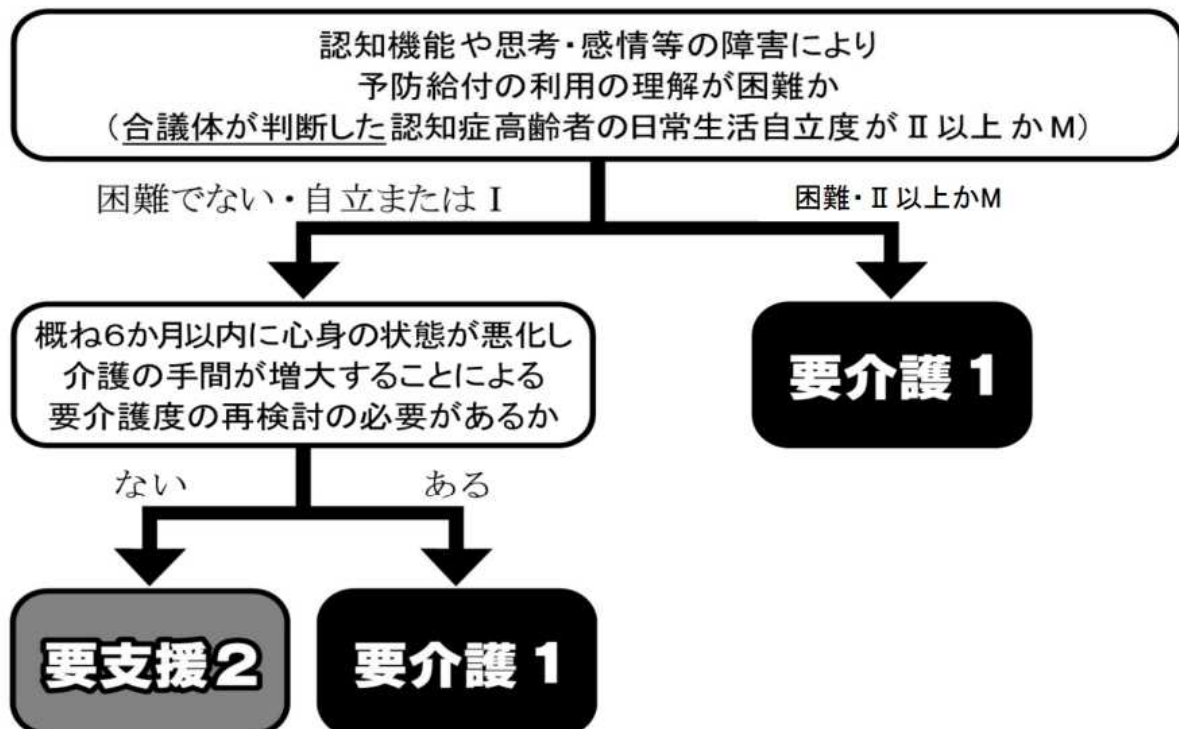 認知機能や思考・感情等の障害により
予防給付の利用の理解が困難か
（合議体が判断した認知症高齢者の日常生活自立度がⅡ以上かM）
困難でない・自立またはⅠ
困難・Ⅱ以上かM
概ね６か月以内に心身の状態が悪化し
介護の手間が増大することによる
要介護度の再検討の必要があるか
要介護１
ない
ある
要支援２
要介護１